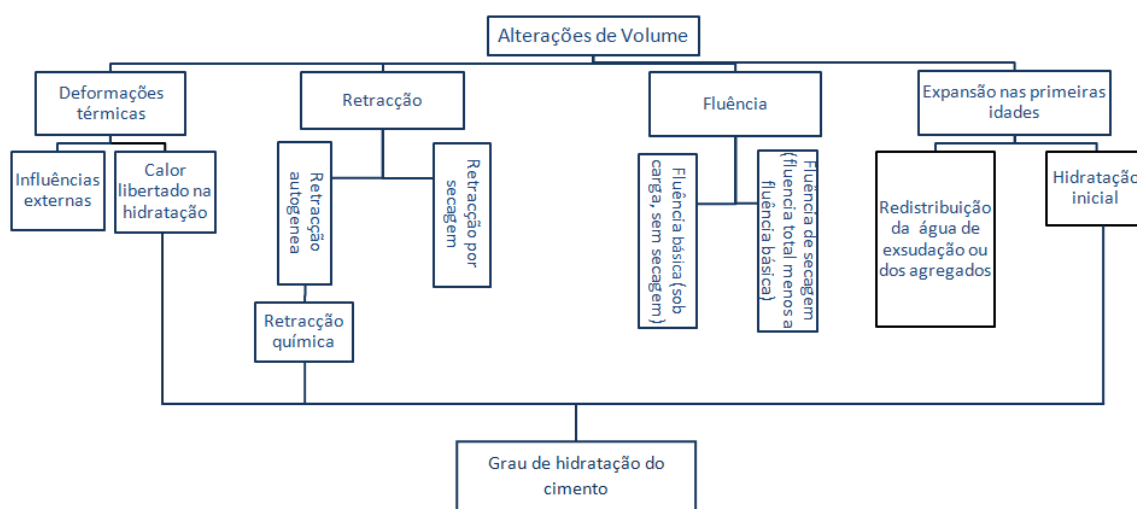 Alterações de Volume
Deformações
térmicas
Retracção
Fluência
Expansão nas primeiras
idades
Influências
externas
Calor
libertado na
hidratação
Retracção
autogenea
Retracção por
secagem
Fluência básica (sob
carga, sem secagem)
Fluência de secagem
(fluencia total menos a
fluência básica)
Redistribuição
da água de
exsudação ou
dos agregados
Hidratação
inicial
Retracção
química
Grau de hidratação do
cimento